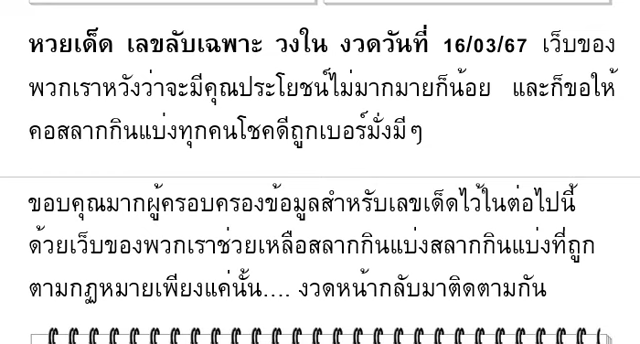 หวยเด็ด เลขลับเฉพาะ วงใน งวดวันที่ 16/03/67 เว็บของ
พวกเราหวังว่าจะมีคุณประโยชน์ไม่มากมายก็น้อย และก็ขอให้
คอสลากกินแบ่งทุกคนโชคดีถูกเบอร์มั่งมีๆ
ขอบคุณมากผู้ครอบครองข้อมูลสำหรับเลขเด็ดไว้ในต่อไปนี้
ด้วยเว็บของพวกเราช่วยเหลือสลากกินแบ่งสลากกินแบ่งที่ถูก
ตามกฏหมายเพียงแค่นั้น.... งวดหน้ากลับมาติดตามกัน